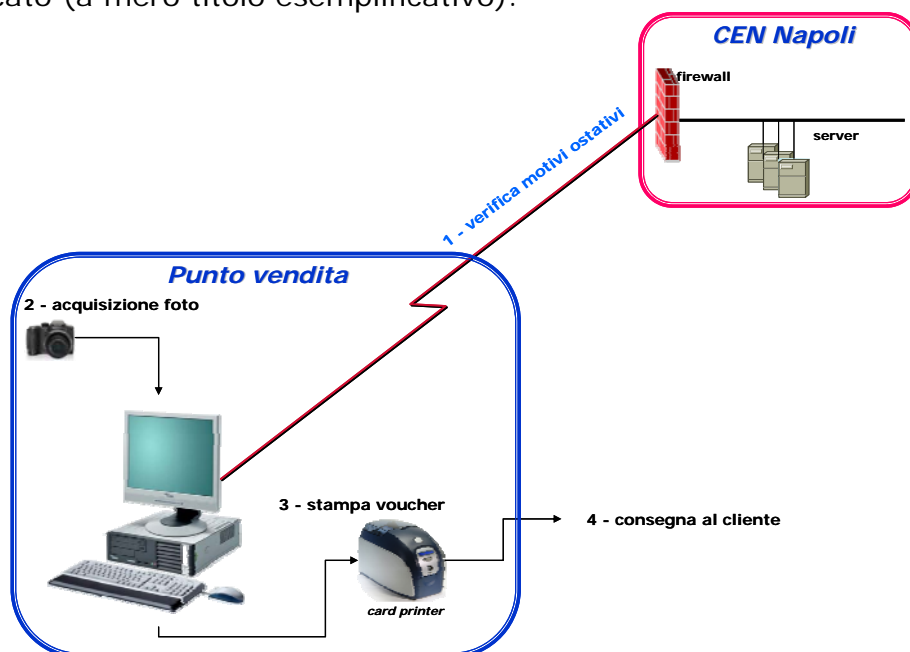 cato (a mero titolo esemplificativo):
CEN Napoli
firewall
server
1 - verifica motivi ostativi
Punto vendita
2 - acquisizione foto
3 - stampa voucher
4 - consegna al cliente
card printer